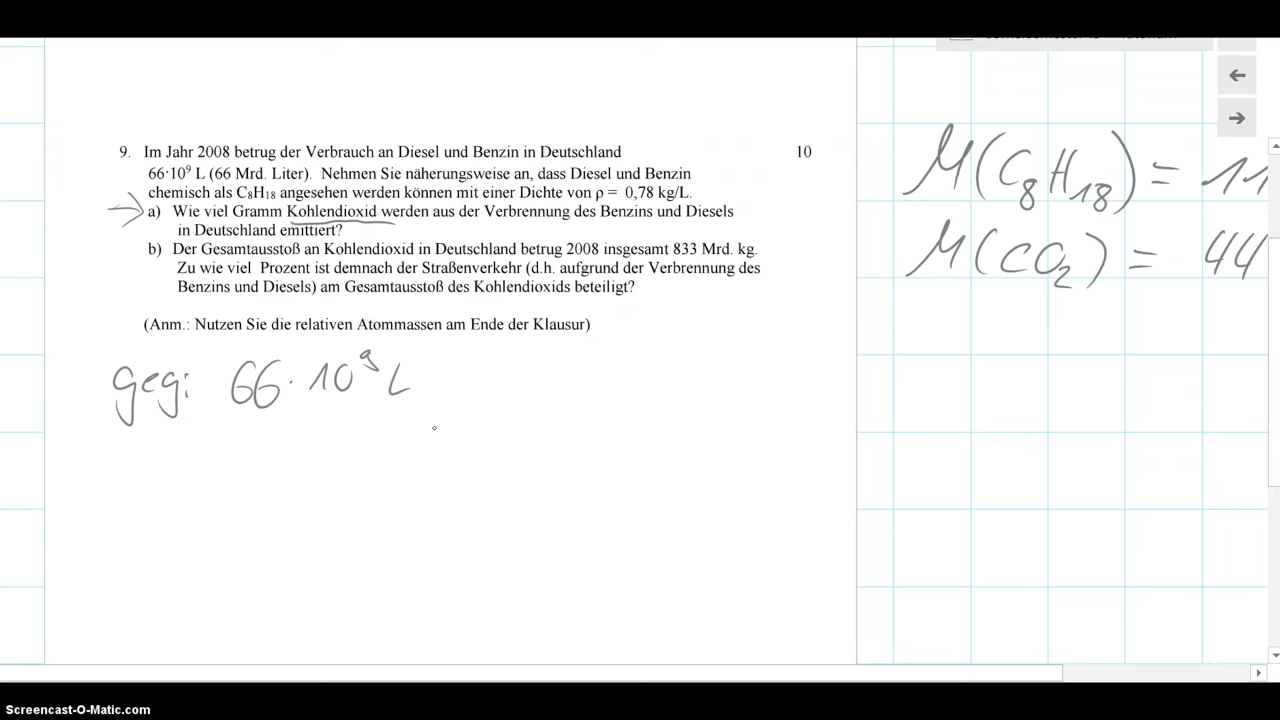 9. Im Jahr 2008 betrug der Verbrauch an Diesel und Benzin in Deutschland 10
66·10⁹ L (66 Mrd. Liter). Nehmen Sie näherungsweise an, dass Diesel und Benzin
chemisch als C₈H₁₈ angesehen werden können mit einer Dichte von ρ = 0,78 kg/L.
a) Wie viel Gramm Kohlendioxid werden aus der Verbrennung des Benzins und Diesels
in Deutschland emittiert?
b) Der Gesamtausstoß an Kohlendioxid in Deutschland betrug 2008 insgesamt 833 Mrd. kg.
Zu wie viel Prozent ist demnach der Straßenverkehr (d.h. aufgrund der Verbrennung des
Benzins und Diesels) am Gesamtausstoß des Kohlendioxids beteiligt?
(Anm.: Nutzen Sie die relativen Atommassen am Ende der Klausur)
geg: 66·10⁹ L
M(C₈H₁₈) = 11
M(CO₂) = 44
Screencast-O-Matic.com